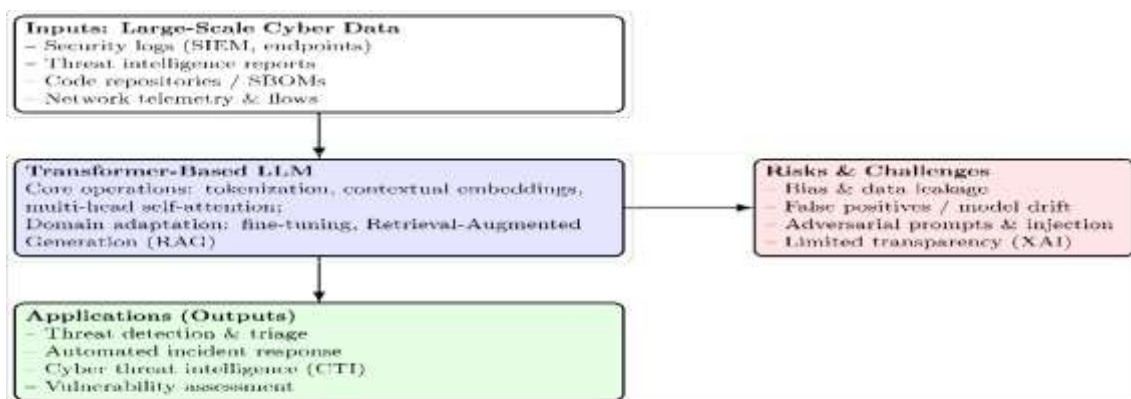 Inputs: Large-Scale Cyber Data
– Security logs (SIEM, endpoints)
– Threat intelligence reports
– Code repositories / SBOMs
– Network telemetry & flows
Transformer-Based LLM
Core operations: tokenization, contextual embeddings,
multi-head self-attention;
Domain adaptation: fine-tuning, Retrieval-Augmented
Generation (RAG)
Risks & Challenges
– Bias & data leakage
– False positives / model drift
– Adversarial prompts & injection
– Limited transparency (XAI)
Applications (Outputs)
– Threat detection & triage
– Automated incident response
– Cyber threat intelligence (CTI)
– Vulnerability assessment